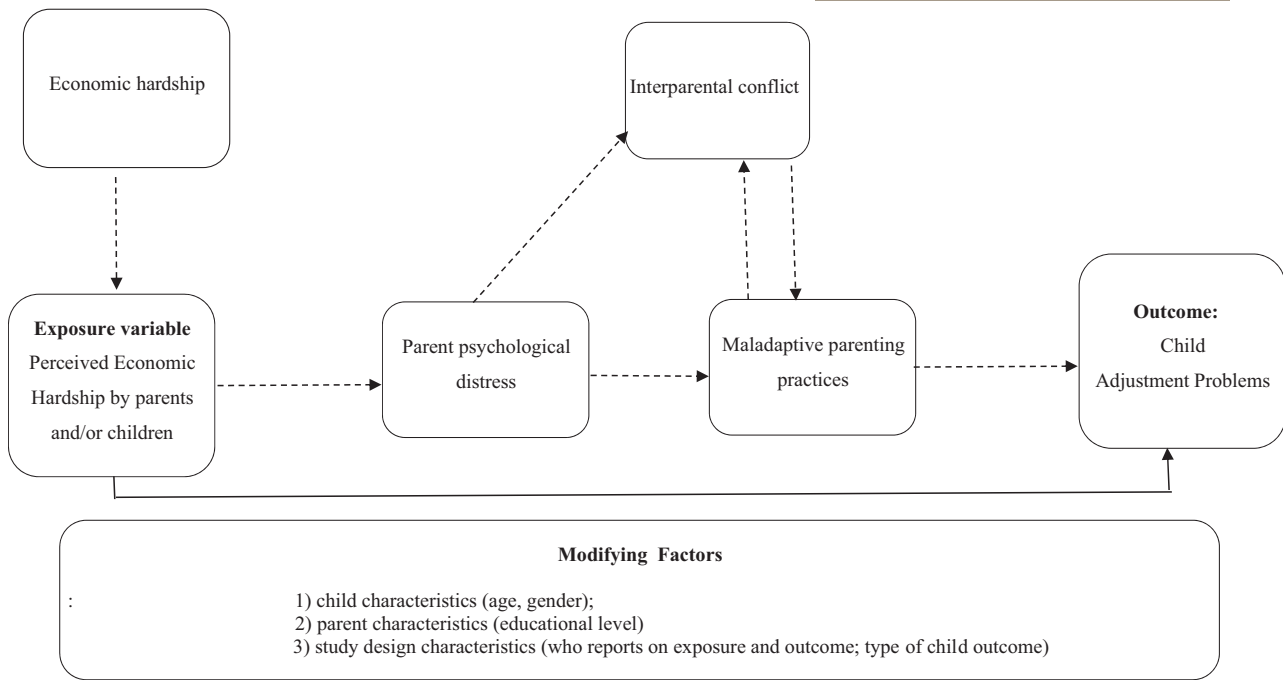 Economic hardship
Interparental conflict
Exposure variable
Perceived Economic
Hardship by parents
and/or children
Parent psychological
distress
Maladaptive parenting
practices
Outcome:
Child
Adjustment Problems
Modifying Factors
:
1) child characteristics (age, gender);
2) parent characteristics (educational level)
3) study design characteristics (who reports on exposure and outcome; type of child outcome)